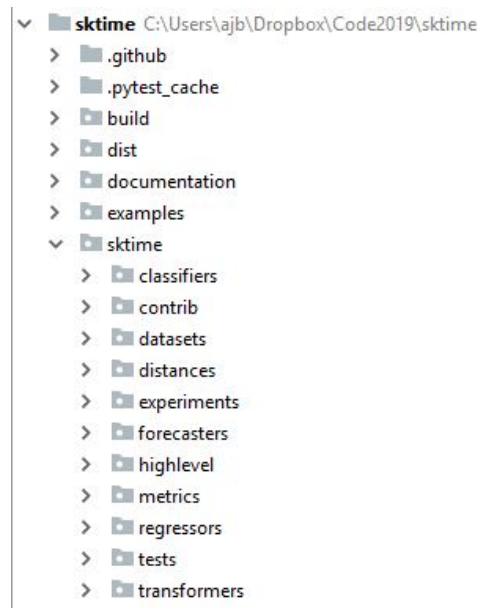 sktime C:\Users\ajb\Dropbox\Code2019\sktime
.github
.pytest_cache
build
dist
documentation
examples
sktime
classifiers
contrib
datasets
distances
experiments
forecasters
highlevel
metrics
regressors
tests
transformers